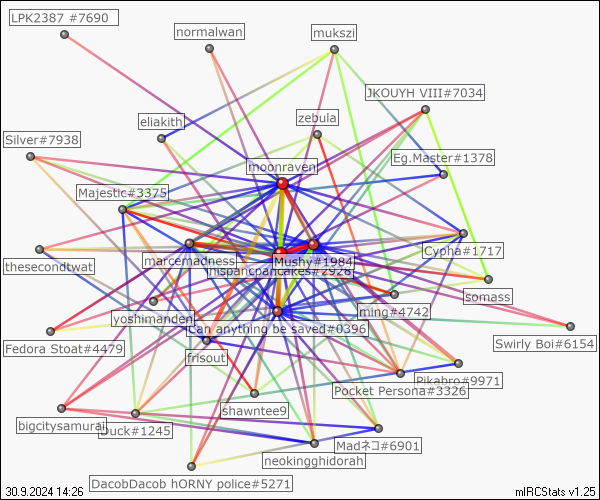 LPK2387 #7690
normalwan
mukszi
JKOUYH VIII#7034
eliakith
zebula
Silver#7938
Eg.Master#1378
moonraven
Majestic#3375
Cypha#1717
marcemadness
Mushy#1984
hispanicpancakes#2928
thesecondtwat
somass
yoshimanden
ming#4742
Can anything be saved#0396
Swirly Boi#6154
Fedora Stoat#4479
frisout
Pikabro#9971
Pocket Persona#3326
shawntee9
bigcitysamurai
Duck#1245
Madネコ#6901
neokingghidorah
DacobDacob hORNY police#5271
30.9.2024 14:26
mIRCStats v1.25